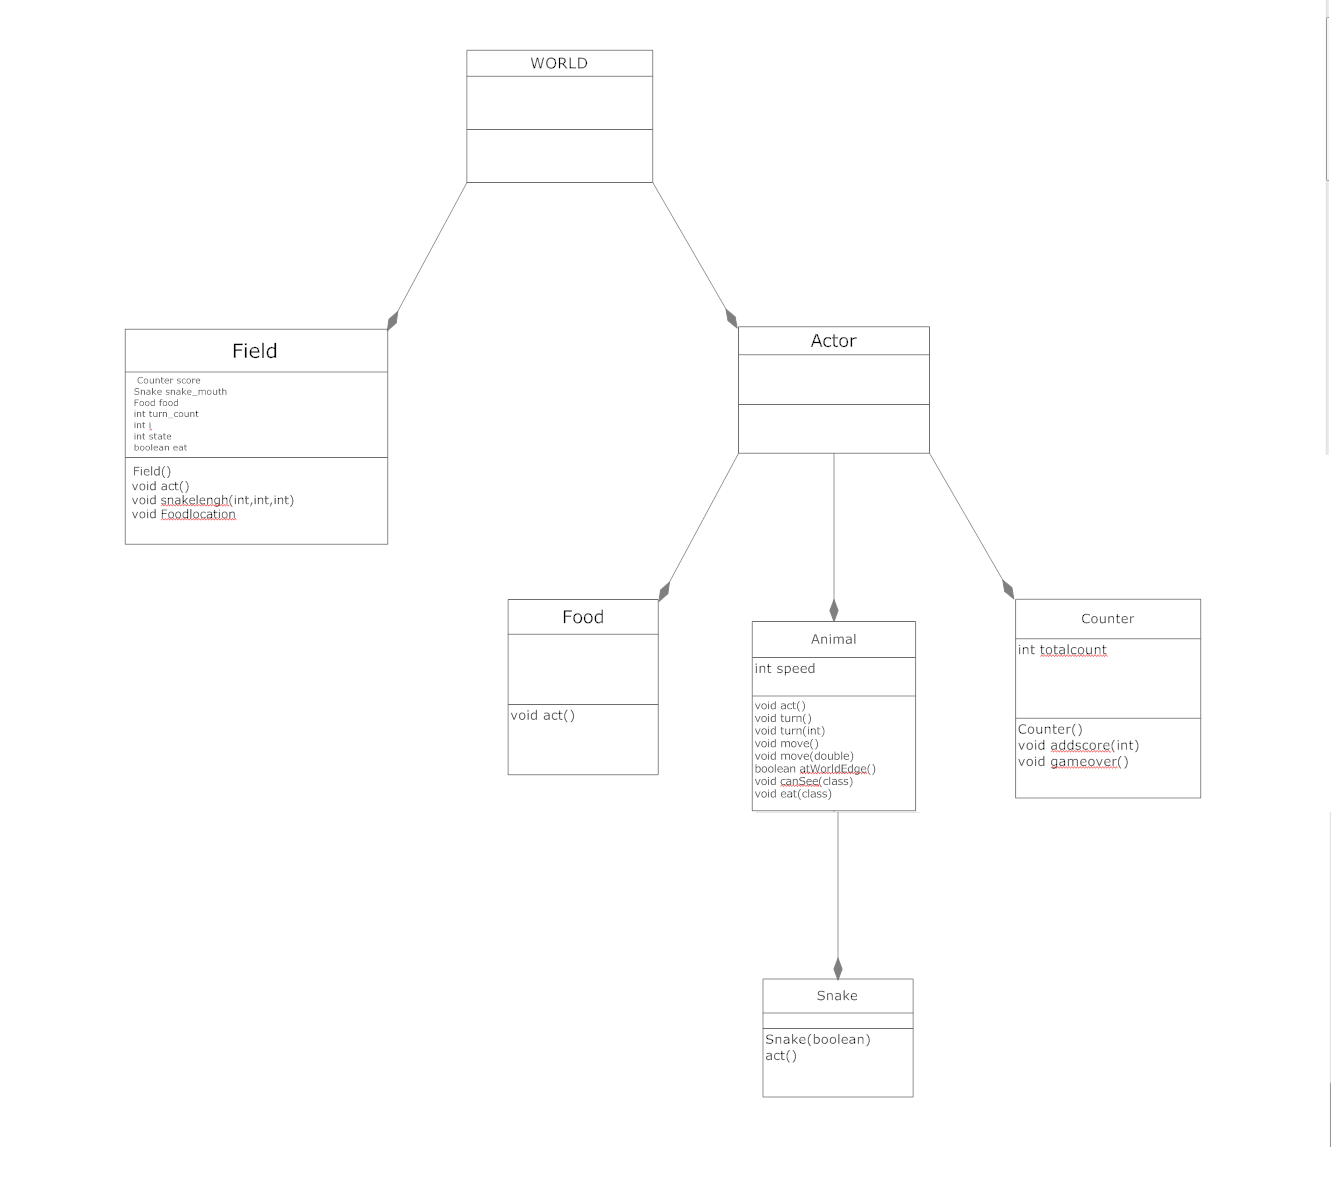 WORLD
Field
Counter score
Snake snake_mouth
Food food
int turn_count
int i
int state
boolean eat
Field()
void act()
void snakelengh(int,int,int)
void Foodlocation
Actor
Food
void act()
Animal
int speed
void act()
void turn()
void turn(int)
void move()
void move(double)
boolean atWorldEdge()
void canSee(class)
void eat(class)
Counter
int totalcount
Counter()
void addscore(int)
void gameover()
Snake
Snake(boolean)
act()